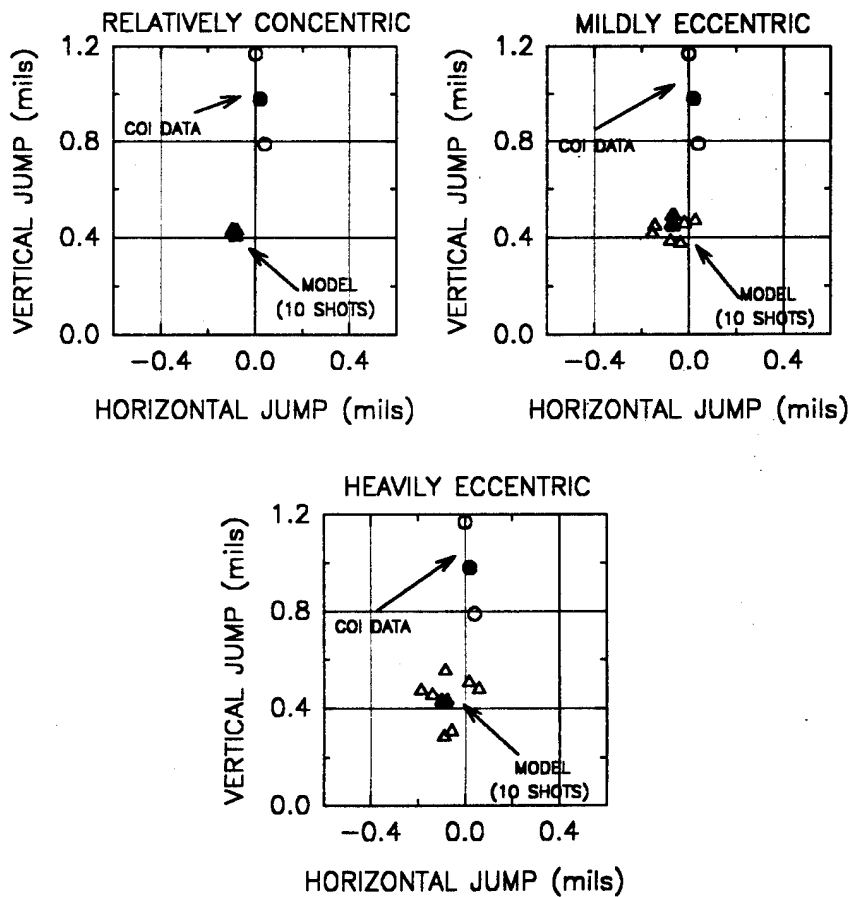 RELATIVELY CONCENTRIC
VERTICAL JUMP (mils)
1.2
0.8
0.4
0.0
COI DATA
MODEL
(10 SHOTS)
−0.4 0.0 0.4
HORIZONTAL JUMP (mils)
MILDLY ECCENTRIC
VERTICAL JUMP (mils)
1.2
0.8
0.4
0.0
COI DATA
MODEL
(10 SHOTS)
−0.4 0.0 0.4
HORIZONTAL JUMP (mils)
HEAVILY ECCENTRIC
VERTICAL JUMP (mils)
1.2
0.8
0.4
0.0
COI DATA
MODEL
(10 SHOTS)
−0.4 0.0 0.4
HORIZONTAL JUMP (mils)